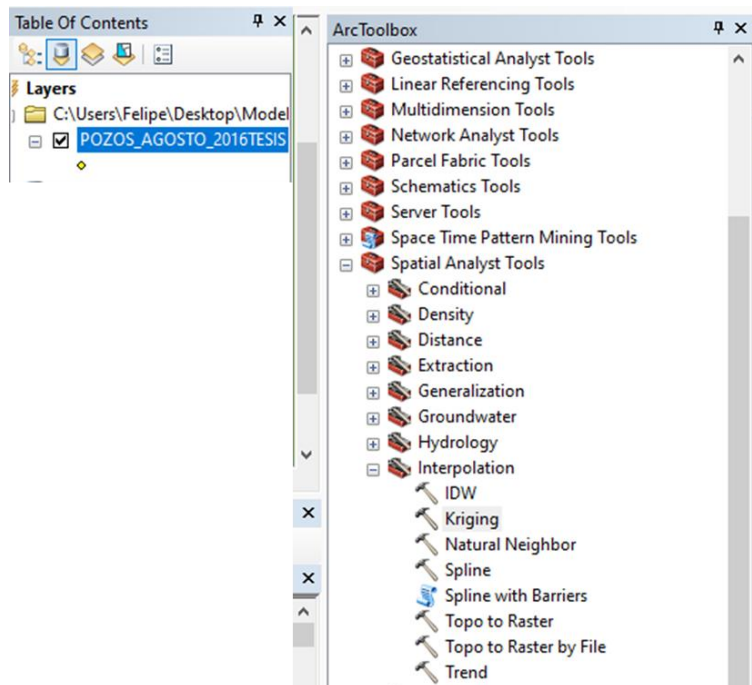 Table Of Contents
Layers
C:\Users\Felipe\Desktop\Model
POZOS_AGOSTO_2016TESIS
ArcToolbox
Geostatistical Analyst Tools
Linear Referencing Tools
Multidimension Tools
Network Analyst Tools
Parcel Fabric Tools
Schematics Tools
Server Tools
Space Time Pattern Mining Tools
Spatial Analyst Tools
Conditional
Density
Distance
Extraction
Generalization
Groundwater
Hydrology
Interpolation
IDW
Kriging
Natural Neighbor
Spline
Spline with Barriers
Topo to Raster
Topo to Raster by File
Trend